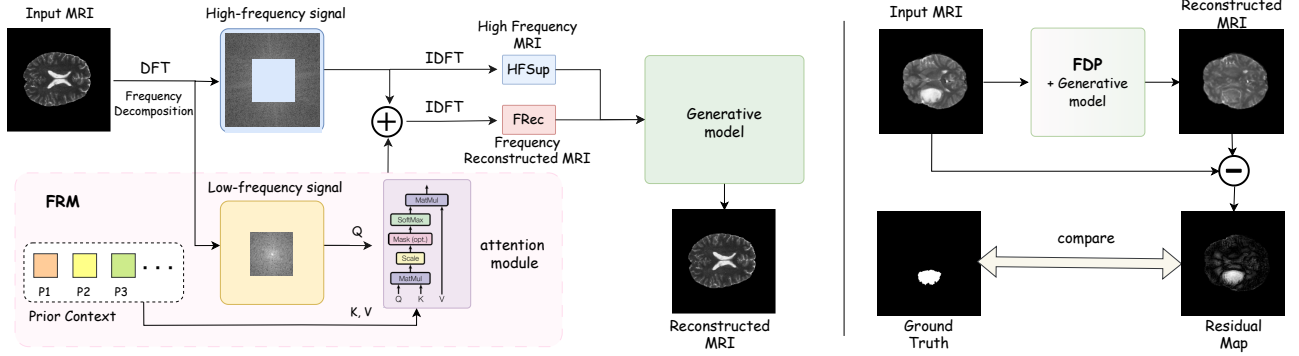 Input MRI
High-frequency signal
DFT
Frequency
Decomposition
IDFT
High Frequency
MRI
HFSup
IDFT
FRec
Frequency
Reconstructed MRI
Generative
model
Reconstructed
MRI
FRM
Low-frequency signal
Q
P1
P2
P3
Prior Context
K, V
MatMul
SoftMax
Mask (opt.)
Scale
MatMul
Q
K
V
attention
module
Input MRI
FDP
+ Generative
model
Reconstructed
MRI
compare
Ground
Truth
Residual
Map